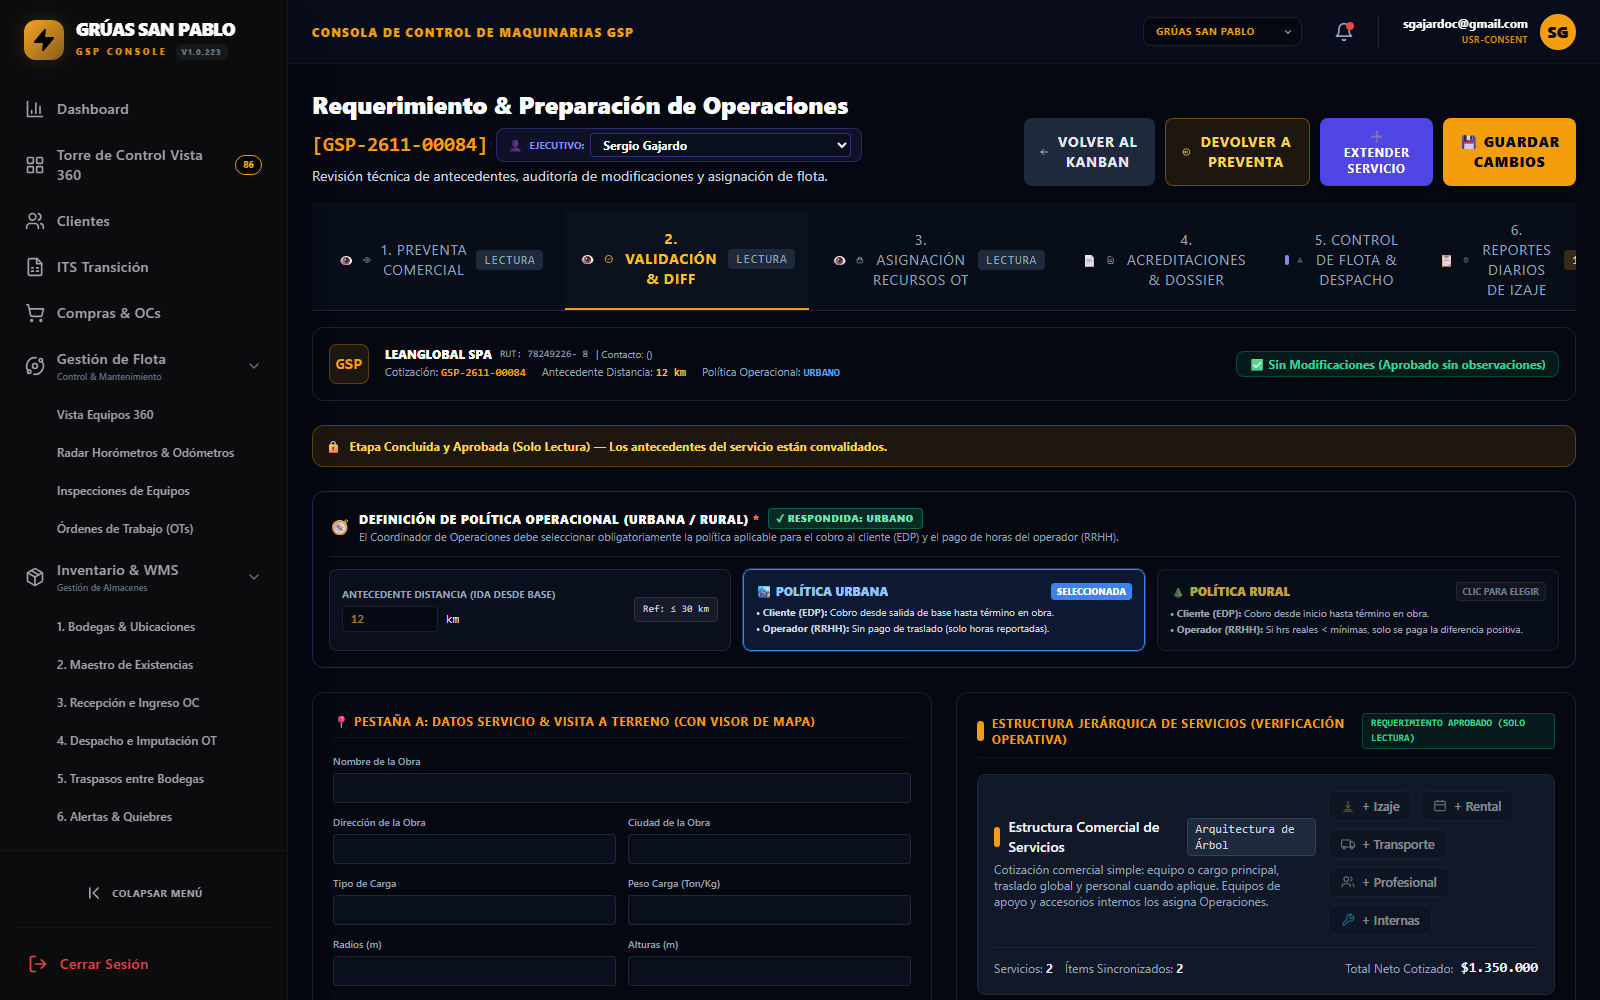 GRÚAS SAN PABLO
GSP CONSOLE V1.0.223
Dashboard
Torre de Control Vista
360
86
Clientes
ITS Transición
Compras & OCs
Gestión de Flota
Control & Mantenimiento
Vista Equipos 360
Radar Horómetros & Odómetros
Inspecciones de Equipos
Órdenes de Trabajo (OTs)
Inventario & WMS
Gestión de Almacenes
1. Bodegas & Ubicaciones
2. Maestro de Existencias
3. Recepción e Ingreso OC
4. Despacho e Imputación OT
5. Traspasos entre Bodegas
6. Alertas & Quiebres
COLAPSAR MENÚ
Cerrar Sesión
CONSOLA DE CONTROL DE MAQUINARIAS GSP
GRÚAS SAN PABLO
sgajardoc@gmail.com
USR-CONSENT
SG
Requerimiento & Preparación de Operaciones
[GSP-2611-00084]
EJECUTIVO: Sergio Gajardo
Revisión técnica de antecedentes, auditoría de modificaciones y asignación de flota.
← VOLVER AL
KANBAN
DEVOLVER A
PREVENTA
EXTENDER
SERVICIO
GUARDAR
CAMBIOS
1. PREVENTA
COMERCIAL
LECTURA
2.
VALIDACIÓN
& DIFF
LECTURA
3.
ASIGNACIÓN
RECURSOS OT
LECTURA
4.
ACREDITACIONES
& DOSSIER
5. CONTROL
DE FLOTA &
DESPACHO
6.
REPORTES
DIARIOS
DE IZAJE
1
GSP
LEANGLOBAL SPA RUT: 78249226- 8 | Contacto: ()
Cotización: GSP-2611-00084 Antecedente Distancia: 12 km Política Operacional: URBANO
Sin Modificaciones (Aprobado sin observaciones)
Etapa Concluida y Aprobada (Solo Lectura) — Los antecedentes del servicio están convalidados.
DEFINICIÓN DE POLÍTICA OPERACIONAL (URBANA / RURAL) * ✓ RESPONDIDA: URBANO
El Coordinador de Operaciones debe seleccionar obligatoriamente la política aplicable para el cobro al cliente (EDP) y el pago de horas del operador (RRHH).
ANTECEDENTE DISTANCIA (IDA DESDE BASE)
12 km
Ref: ≤ 30 km
POLÍTICA URBANA SELECCIONADA
• Cliente (EDP): Cobro desde salida de base hasta término en obra.
• Operador (RRHH): Sin pago de traslado (solo horas reportadas).
POLÍTICA RURAL CLIC PARA ELEGIR
• Cliente (EDP): Cobro desde inicio hasta término en obra.
• Operador (RRHH): Si hrs reales < mínimas, solo se paga la diferencia positiva.
PESTAÑA A: DATOS SERVICIO & VISITA A TERRENO (CON VISOR DE MAPA)
Nombre de la Obra
Dirección de la Obra
Ciudad de la Obra
Tipo de Carga
Peso Carga (Ton/Kg)
Radios (m)
Alturas (m)
ESTRUCTURA JERÁRQUICA DE SERVICIOS (VERIFICACIÓN
OPERATIVA)
REQUERIMIENTO APROBADO (SOLO
LECTURA)
Estructura Comercial de
Servicios
Arquitectura de
Árbol
Cotización comercial simple: equipo o cargo principal,
traslado global y personal cuando aplique. Equipos de
apoyo y accesorios internos los asigna Operaciones.
+ Izaje
+ Rental
+ Transporte
+ Profesional
+ Internas
Servicios: 2 Ítems Sincronizados: 2
Total Neto Cotizado: $1.350.000